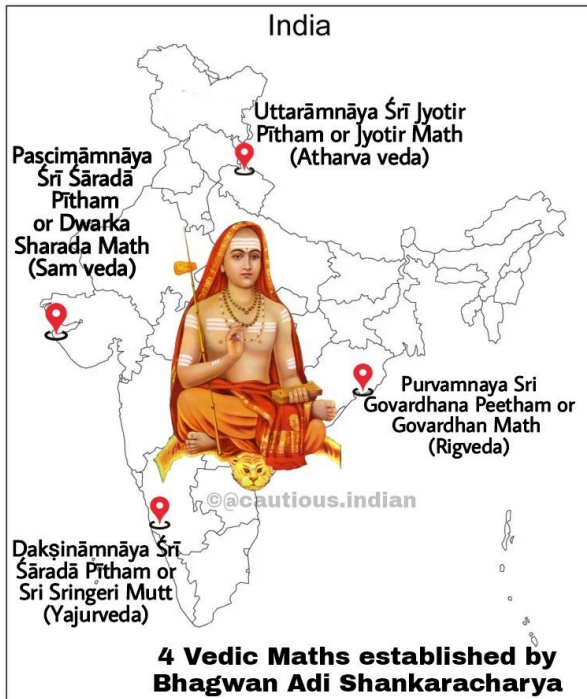 India
Uttarāmnāya Śrī Jyotir
Pītham or Jyotir Math
(Atharva veda)
Pascimāmnāya
Śrī Śāradā
Pītham
or Dwarka
Sharada Math
(Sam veda)
Purvamnaya Sri
Govardhana Peetham or
Govardhan Math
(Rigveda)
©@cautious.indian
Dakṣināmnāya Śrī
Śāradā Pītham or
Sri Sringeri Mutt
(Yajurveda)
4 Vedic Maths established by
Bhagwan Adi Shankaracharya